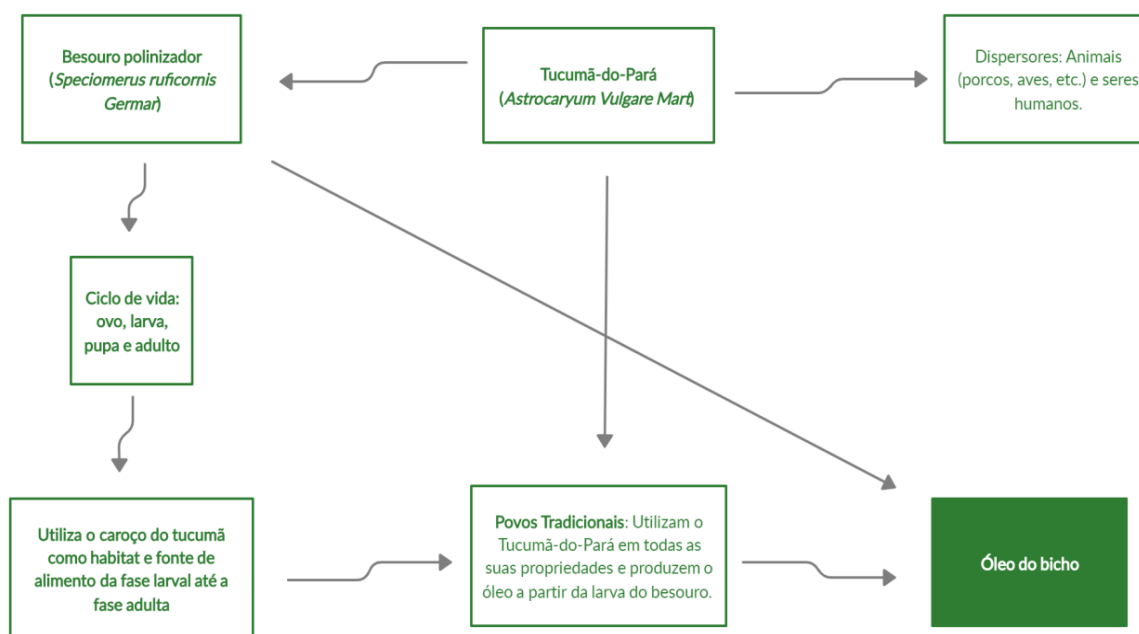 Besouro polinizador
(Speciomerus ruficornis
Germar)
Tucumã-do-Pará
(Astrocaryum Vulgare Mart)
Dispersores: Animais
(porcos, aves, etc.) e seres
humanos.
Ciclo de vida:
ovo, larva,
pupa e adulto
Utiliza o caroço do tucumã
como habitat e fonte de
alimento da fase larval até a
fase adulta
Povos Tradicionais: Utilizam o
Tucumã-do-Pará em todas as
suas propriedades e produzem o
óleo a partir da larva do besouro.
Óleo do bicho